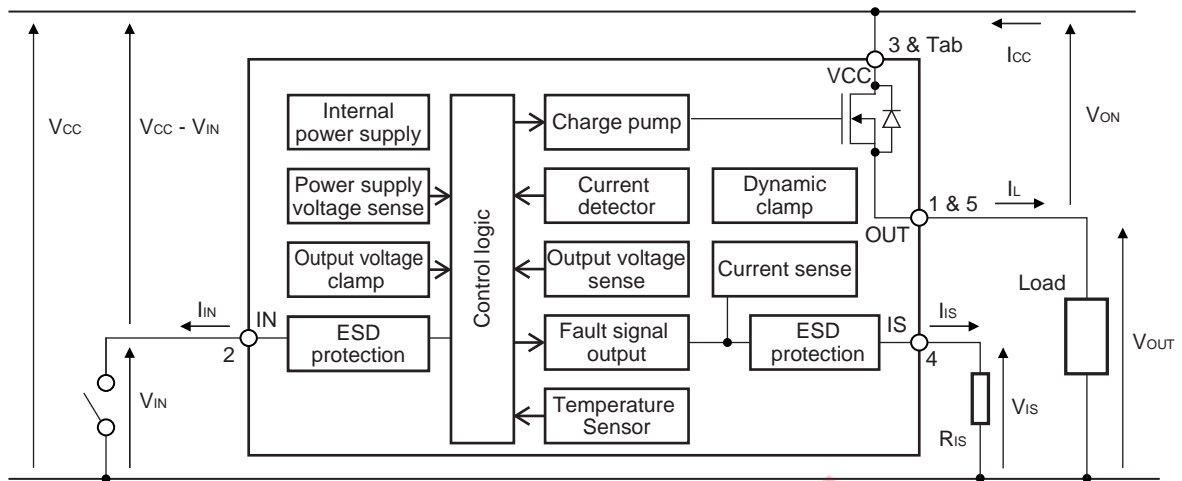 3 & Tab
ICC
VCC
VCC
VCC - VIN
VON
Internal
power supply
Charge pump
Power supply
voltage sense
Current
detector
Dynamic
clamp
IL
1 & 5
OUT
Control logic
Output voltage
clamp
Output voltage
sense
Current sense
Load
IIN
IN
2
ESD
protection
Fault signal
output
ESD
protection
IS
4
IIS
VOUT
VIN
Temperature
Sensor
RIS
VIS